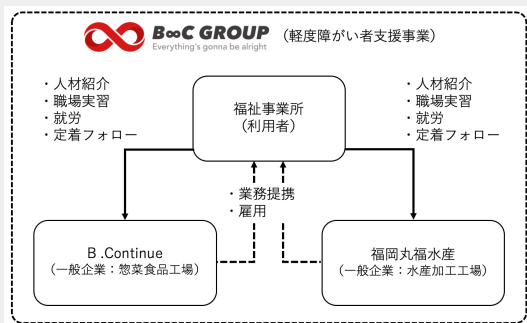 B∞C GROUP
Everything's gonna be alright
（軽度障がい者支援事業）
・人材紹介
・職場実習
・就労
・定着フォロー
福祉事業所
（利用者）
・人材紹介
・職場実習
・就労
・定着フォロー
・業務提携
・雇用
B .Continue
（一般企業：惣菜食品工場）
福岡丸福水産
（一般企業：水産加工工場）